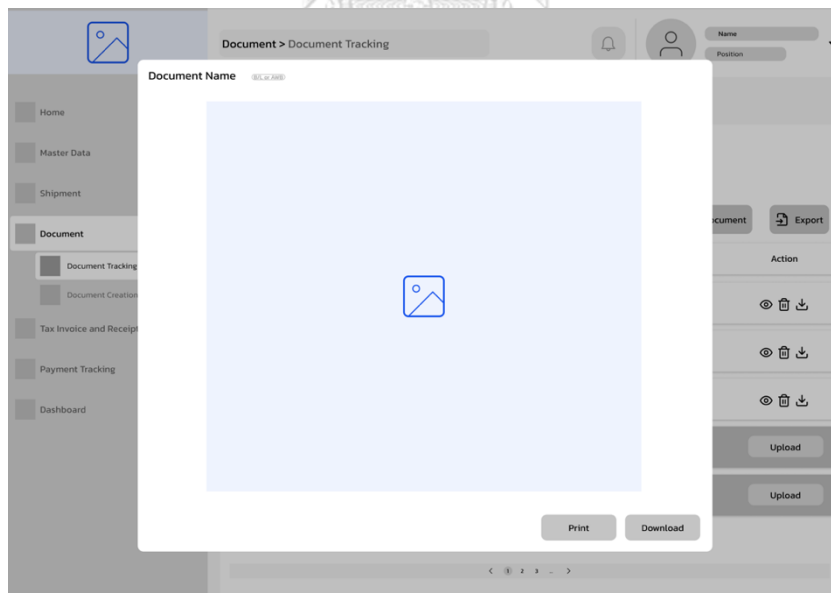 Document > Document Tracking
Name
Position
Document Name
B/L or AWB
Home
Master Data
Shipment
Document
Document Tracking
Document Creation
Tax Invoice and Receipt
Payment Tracking
Dashboard
ocument
Export
Action
Upload
Upload
Print
Download
< 1 2 3 ... >